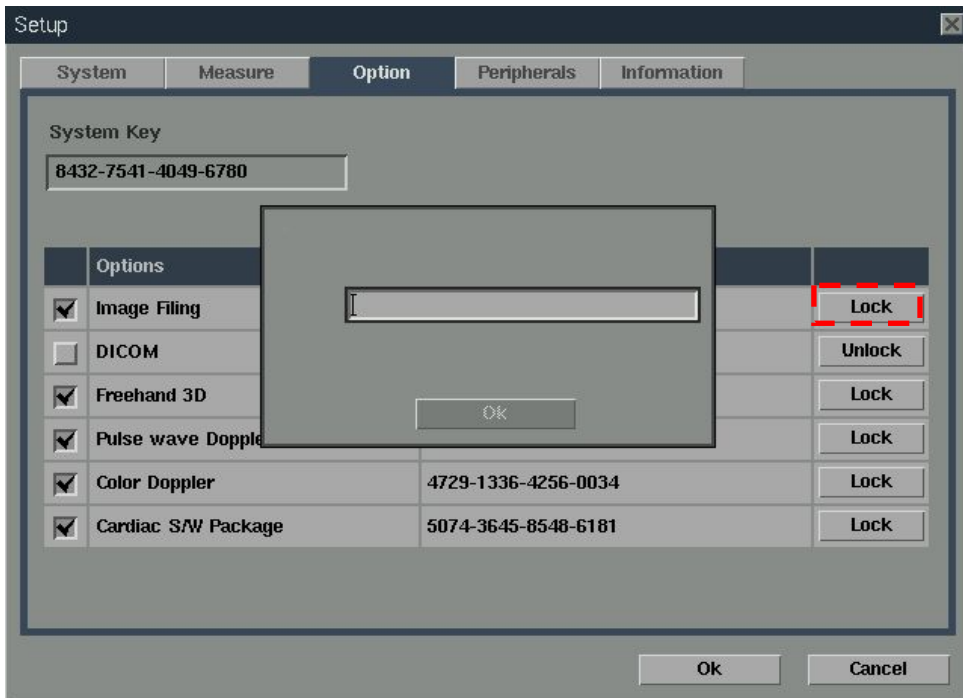 Setup
System Measure Option Peripherals Information
System Key
8432-7541-4049-6780
Options
Image Filing Lock
DICOM Unlock
Freehand 3D Lock
Ok
Pulse wave Dopple Lock
Color Doppler 4729-1336-4256-0034 Lock
Cardiac S/W Package 5074-3645-8548-6181 Lock
Ok Cancel